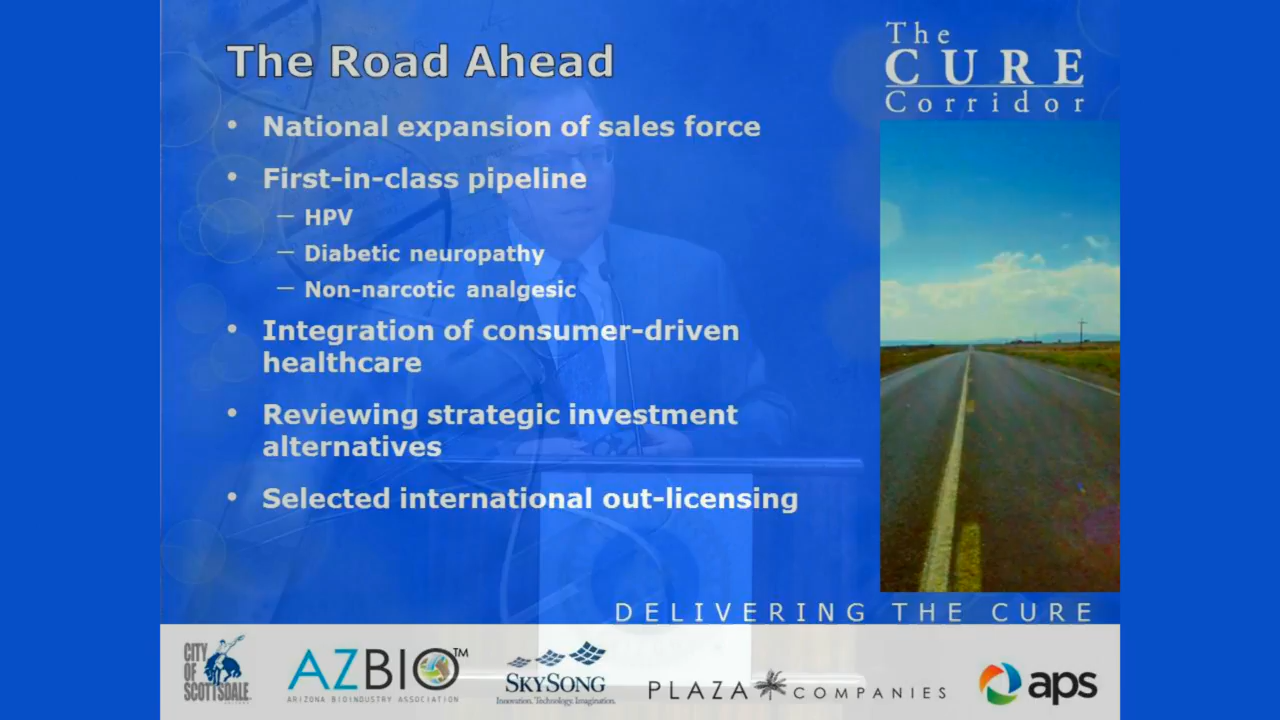 The Road Ahead
The
CURE
Corridor
• National expansion of sales force
• First-in-class pipeline
– HPV
– Diabetic neuropathy
– Non-narcotic analgesic
• Integration of consumer-driven
healthcare
• Reviewing strategic investment
alternatives
• Selected international out-licensing
DELIVERING THE CURE
CITY
OF
SCOTTSDALE
AZBIO™
ARIZONA BIOINDUSTRY ASSOCIATION
SKYSONG
Innovation. Technology. Imagination.
PLAZA COMPANIES
aps